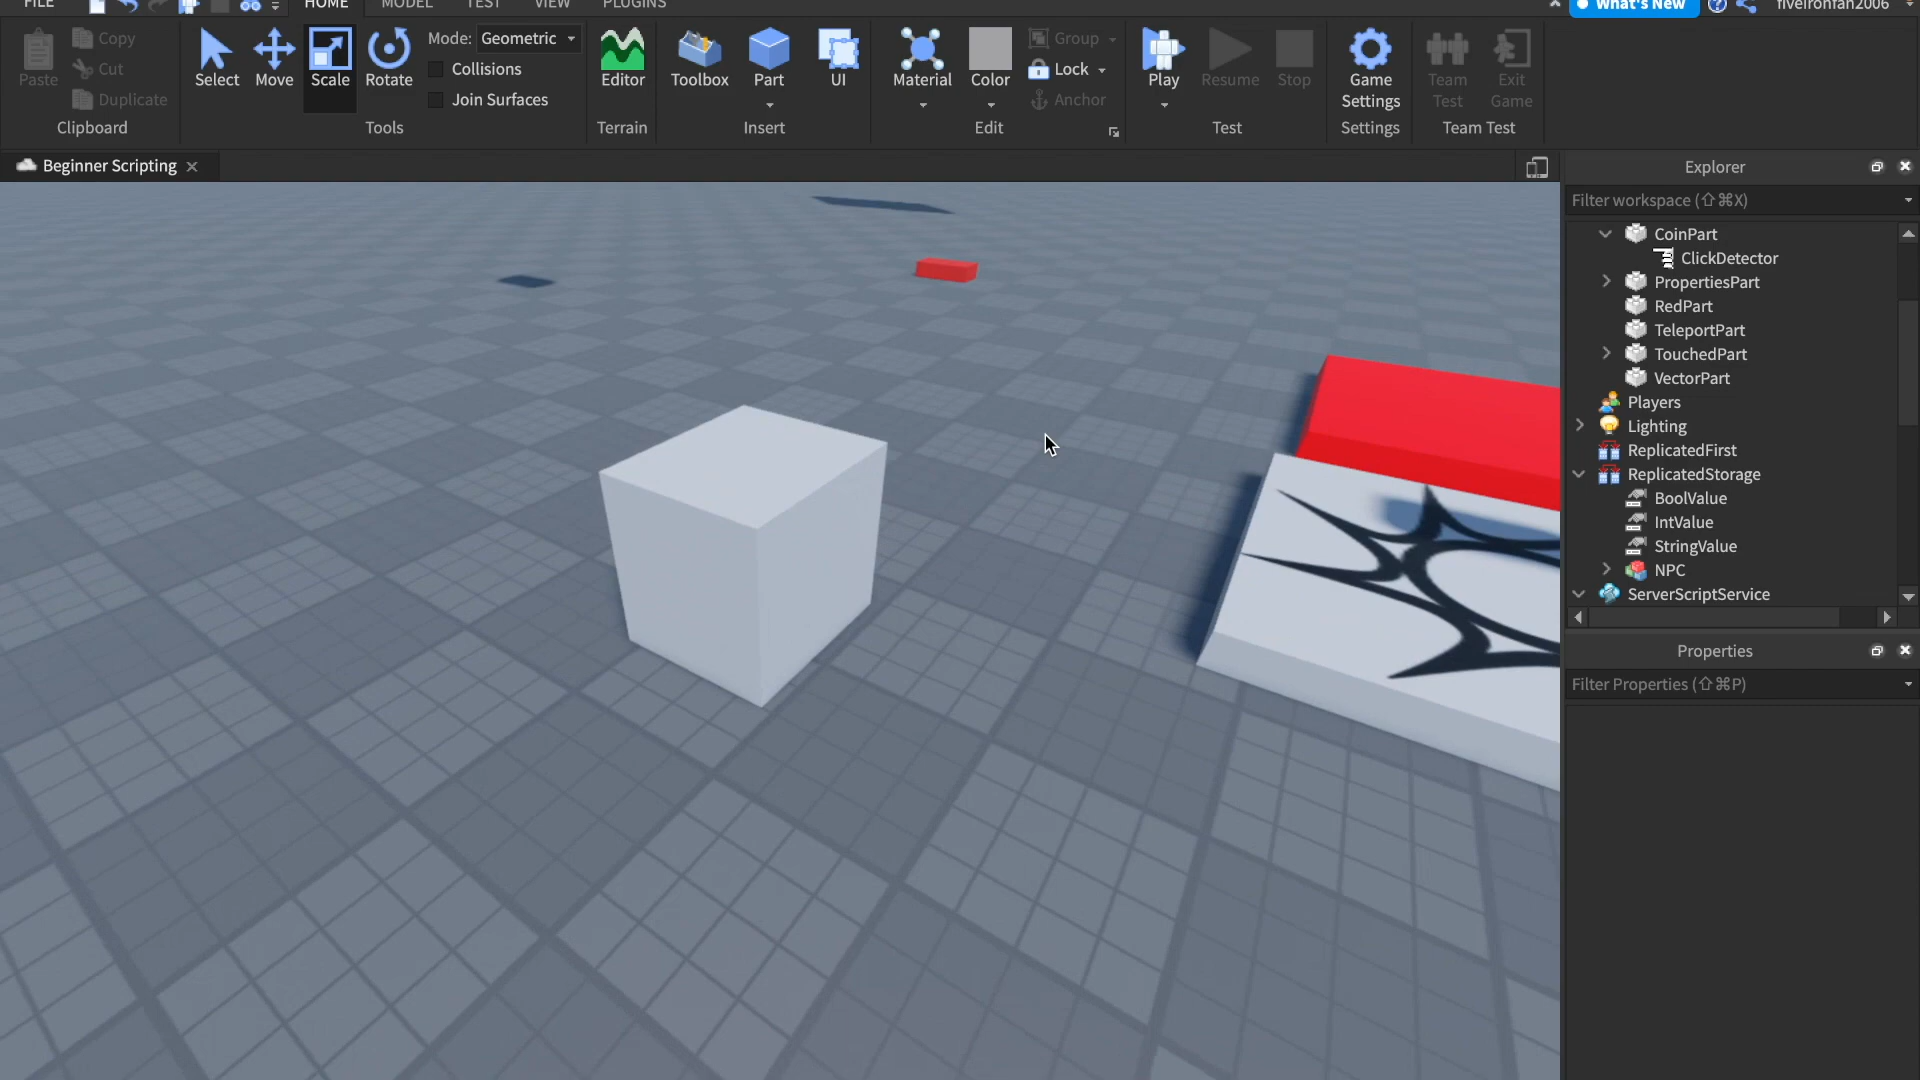 FILE HOME MODEL TEST VIEW PLUGINS What's New fiveironfan2006
Paste Copy Cut Duplicate Clipboard
Select Move Scale Rotate Mode: Geometric Collisions Join Surfaces Tools
Editor Terrain
Toolbox Part UI Insert
Material Color Group Lock Anchor Edit
Play Resume Stop Test
Game Settings Settings
Team Test Exit Game Team Test
Beginner Scripting
Explorer
Filter workspace (⇧⌘X)
CoinPart
ClickDetector
PropertiesPart
RedPart
TeleportPart
TouchedPart
VectorPart
Players
Lighting
ReplicatedFirst
ReplicatedStorage
BoolValue
IntValue
StringValue
NPC
ServerScriptService
Properties
Filter Properties (⇧⌘P)